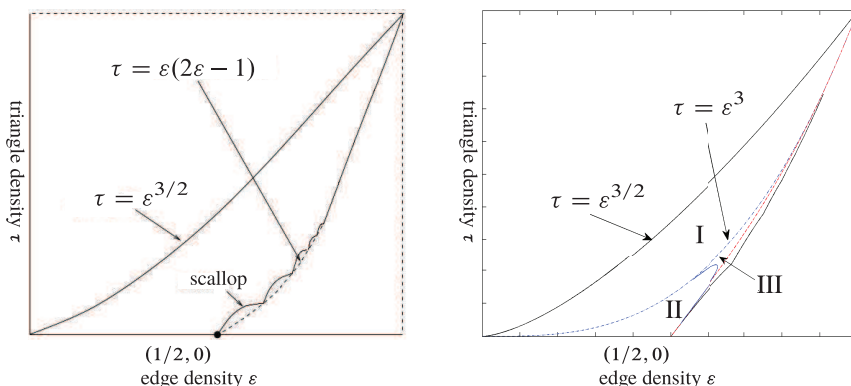 τ = ε(2ε − 1)
τ = ε^{3/2}
scallop
triangle density τ
(1/2, 0)
edge density ε
τ = ε^3
τ = ε^{3/2}
I
II
III
triangle density τ
(1/2, 0)
edge density ε